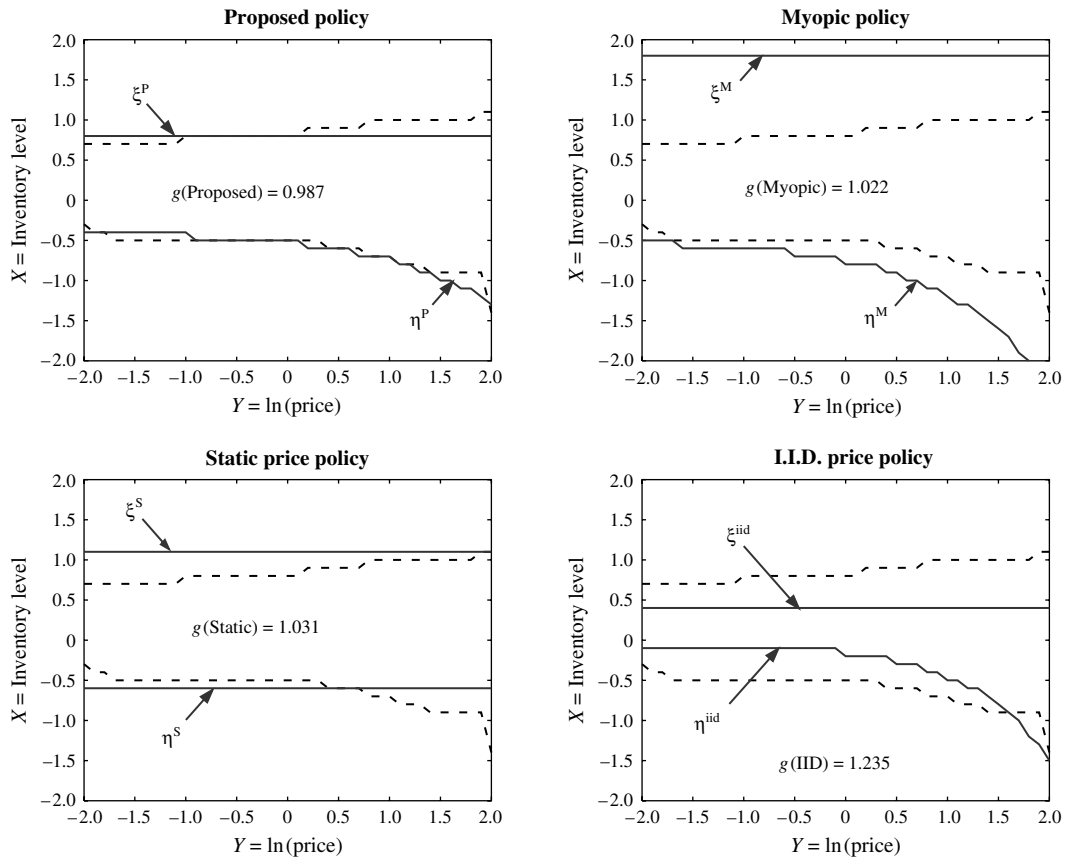 Proposed policy
2.0
1.5
1.0
0.5
0
−0.5
−1.0
−1.5
−2.0
X = Inventory level
ξP
g(Proposed) = 0.987
ηP
−2.0 −1.5 −1.0 −0.5 0 0.5 1.0 1.5 2.0
Y = ln(price)
Myopic policy
2.0
1.5
1.0
0.5
0
−0.5
−1.0
−1.5
−2.0
X = Inventory level
ξM
g(Myopic) = 1.022
ηM
−2.0 −1.5 −1.0 −0.5 0 0.5 1.0 1.5 2.0
Y = ln(price)
Static price policy
2.0
1.5
1.0
0.5
0
−0.5
−1.0
−1.5
−2.0
X = Inventory level
ξS
g(Static) = 1.031
ηS
−2.0 −1.5 −1.0 −0.5 0 0.5 1.0 1.5 2.0
Y = ln(price)
I.I.D. price policy
2.0
1.5
1.0
0.5
0
−0.5
−1.0
−1.5
−2.0
X = Inventory level
ξiid
ηiid
g(IID) = 1.235
−2.0 −1.5 −1.0 −0.5 0 0.5 1.0 1.5 2.0
Y = ln(price)